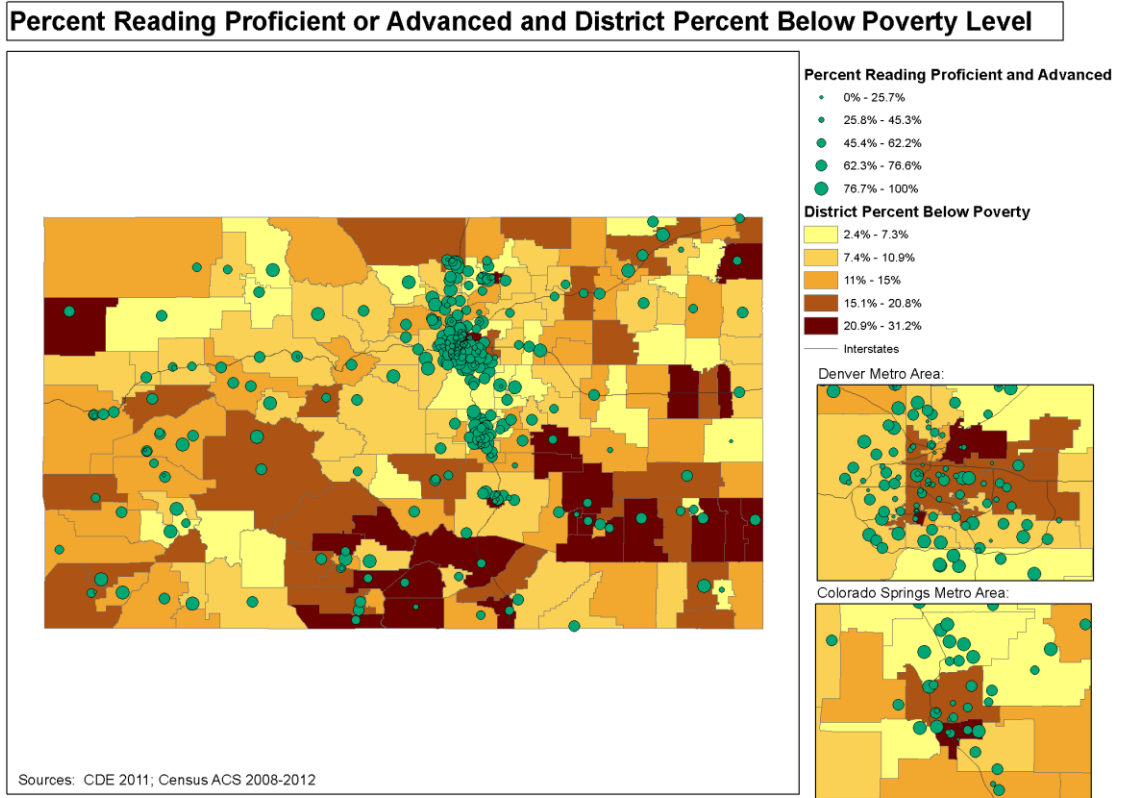 Percent Reading Proficient or Advanced and District Percent Below Poverty Level
Percent Reading Proficient and Advanced
0% - 25.7%
25.8% - 45.3%
45.4% - 62.2%
62.3% - 76.6%
76.7% - 100%
District Percent Below Poverty
2.4% - 7.3%
7.4% - 10.9%
11% - 15%
15.1% - 20.8%
20.9% - 31.2%
Interstates
Denver Metro Area:
Colorado Springs Metro Area:
Sources: CDE 2011; Census ACS 2008-2012